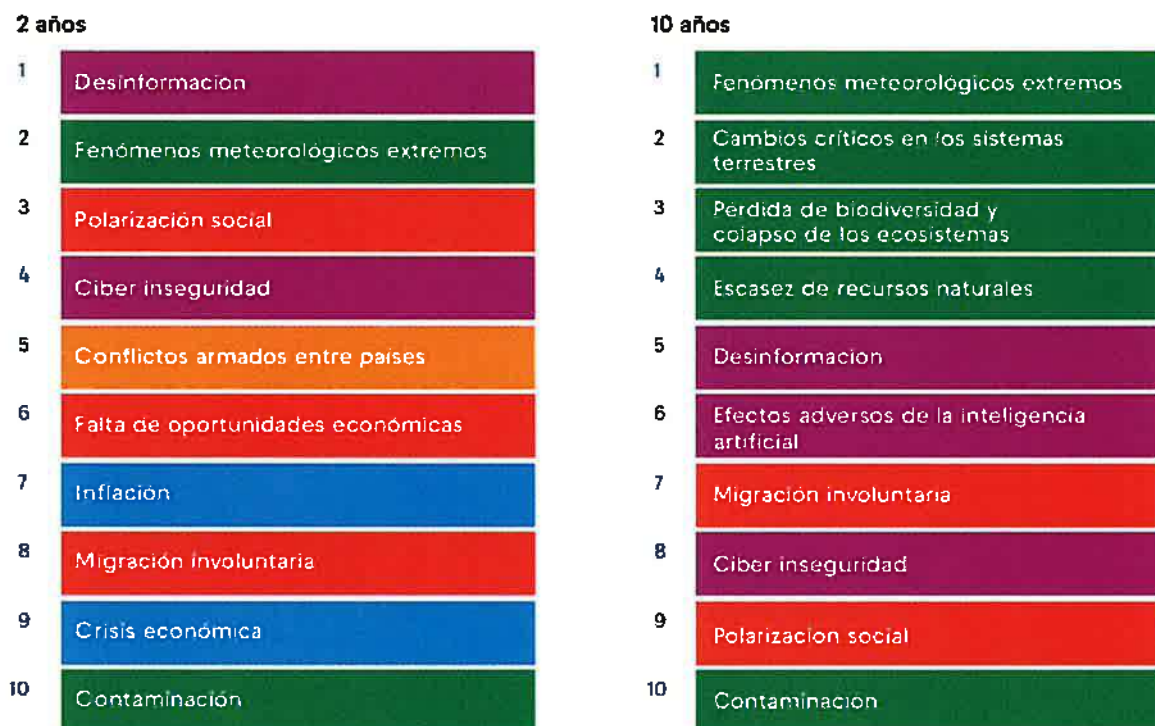 2 años
1
Desinformación
2
Fenómenos meteorológicos extremos
3
Polarización social
4
Ciber inseguridad
5
Conflictos armados entre países
6
Falta de oportunidades económicas
7
Inflación
8
Migración involuntaria
9
Crisis económica
10
Contaminación
10 años
1
Fenómenos meteorológicos extremos
2
Cambios críticos en los sistemas
terrestres
3
Pérdida de biodiversidad y
colapso de los ecosistemas
4
Escasez de recursos naturales
5
Desinformacion
6
Efectos adversos de la inteligencia
artificial
7
Migración involuntaria
8
Ciber inseguridad
9
Polarizacion social
10
Contaminación